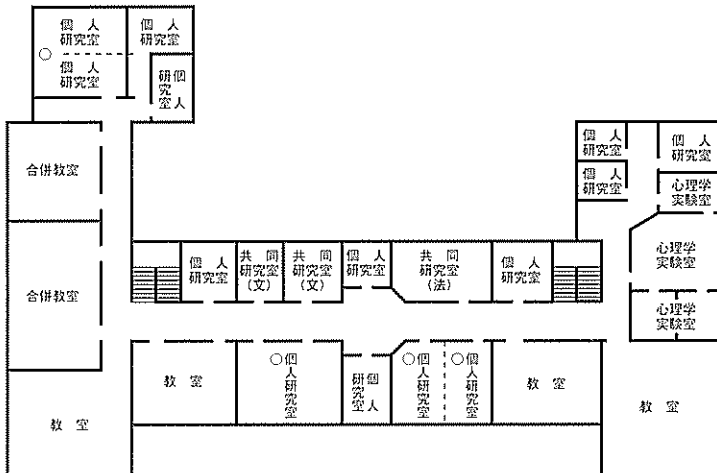 個人
研究室
個人
研究室
○
個人
研究室
個人
研究室
合併教室
合併教室
教室
個人
研究室
共同
研究室
(文)
共同
研究室
(文)
個人
研究室
共同
研究室
(法)
個人
研究室
教室
○個人研究室
個人
研究室
○個人研究室
○個人研究室
教室
個人
研究室
個人
研究室
個人
研究室
心理学
実験室
心理学
実験室
心理学
実験室
教室